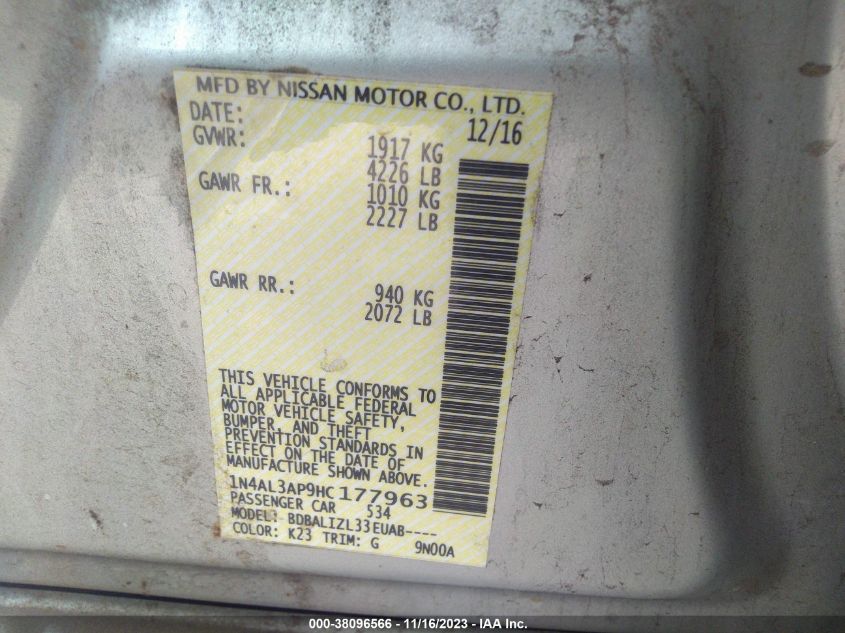 MFD BY NISSAN MOTOR CO., LTD.
DATE: 12/16
GVWR: 1917 KG
4226 LB
GAWR FR.: 1010 KG
2227 LB
GAWR RR.: 940 KG
2072 LB
THIS VEHICLE CONFORMS TO
ALL APPLICABLE FEDERAL
MOTOR VEHICLE SAFETY,
BUMPER, AND THEFT
PREVENTION STANDARDS IN
EFFECT ON THE DATE OF
MANUFACTURE SHOWN ABOVE.
1N4AL3AP9HC 177963
PASSENGER CAR 534
MODEL: BDBALIZL33EUAB----
COLOR: K23 TRIM: G 9N00A
000-38096566 - 11/16/2023 - IAA Inc.